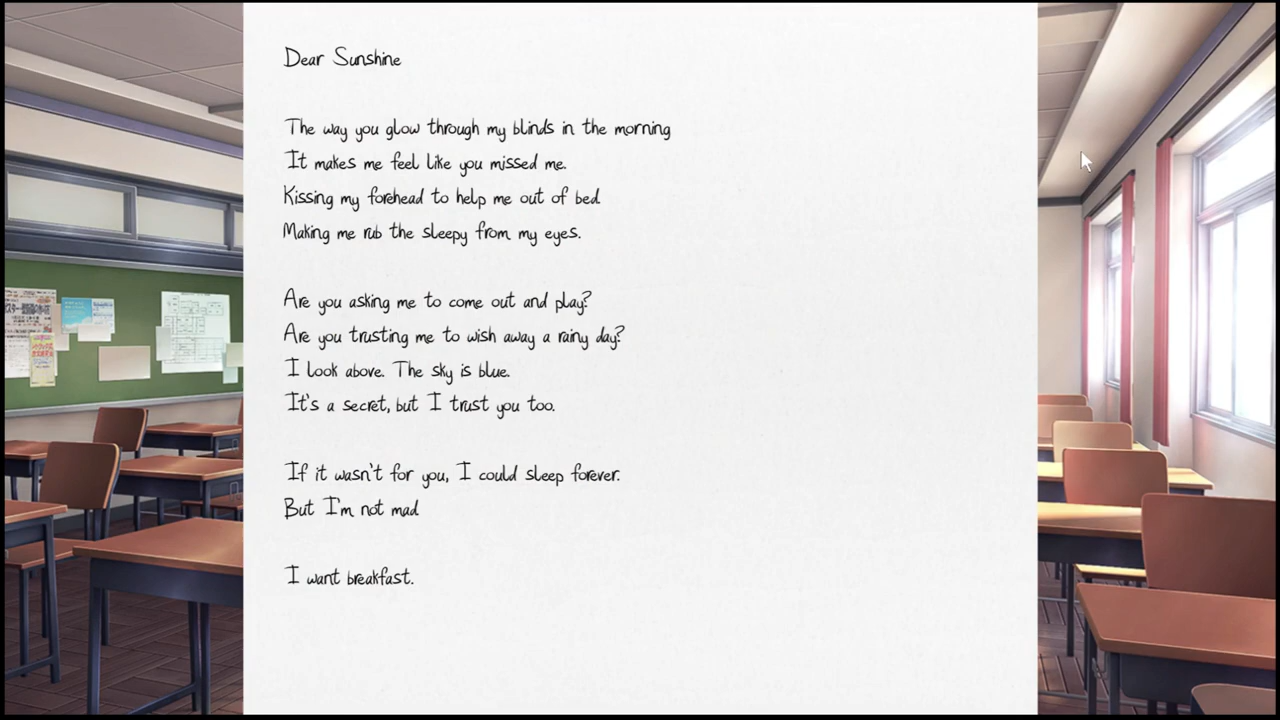 Dear Sunshine
The way you glow through my blinds in the morning
It makes me feel like you missed me.
Kissing my forehead to help me out of bed.
Making me rub the sleepy from my eyes.
Are you asking me to come out and play?
Are you trusting me to wish away a rainy day?
I look above. The sky is blue.
It's a secret, but I trust you too.
If it wasn't for you, I could sleep forever.
But I'm not mad
I want breakfast.